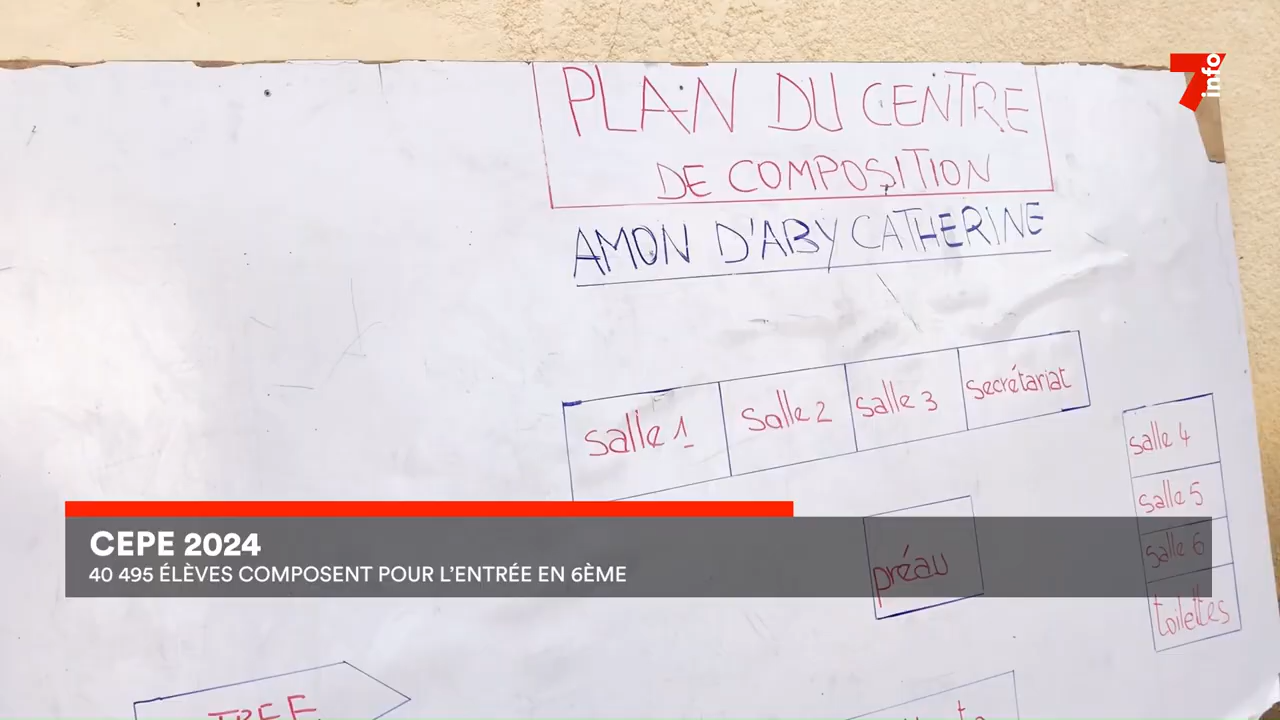 7 info
PLAN DU CENTRE
DE COMPOSITION
AMON D'ABY CATHERINE
Salle 1
Salle 2
Salle 3
Secrétariat
salle 4
salle 5
salle 6
toilettes
préau
CEPE 2024
40 495 ÉLÈVES COMPOSENT POUR L'ENTRÉE EN 6ÈME